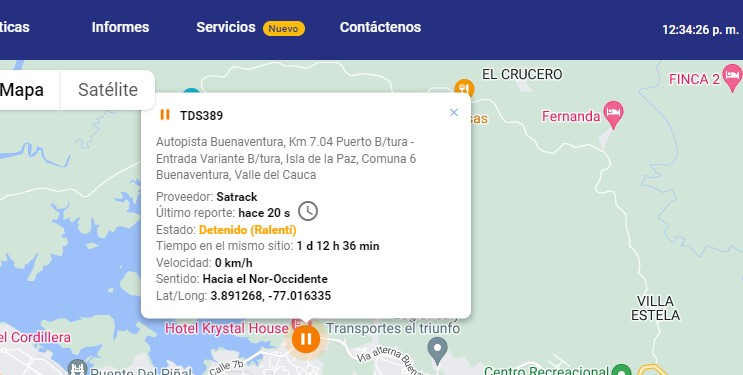 ticas Informes Servicios Nuevo Contáctenos 12:34:26 p. m.
Mapa Satélite
EL CRUCERO
FINCA 2
TDS389 ×
sas
Fernanda
Autopista Buenaventura, Km 7.04 Puerto B/tura -
Entrada Variante B/tura, Isla de la Paz, Comuna 6
Buenaventura, Valle del Cauca
Proveedor: Satrack
Último reporte: hace 20 s
Estado: Detenido (Ralentí)
Tiempo en el mismo sitio: 1 d 12 h 36 min
Velocidad: 0 km/h
Sentido: Hacia el Nor-Occidente
Lat/Long: 3.891268, -77.016335
VILLA
ESTELA
Hotel Krystal House
Transportes el triunfo
el Cordillera
Calle 7b
Vía alterna Buenav
Puente Del Piñal
Centro Recreacional